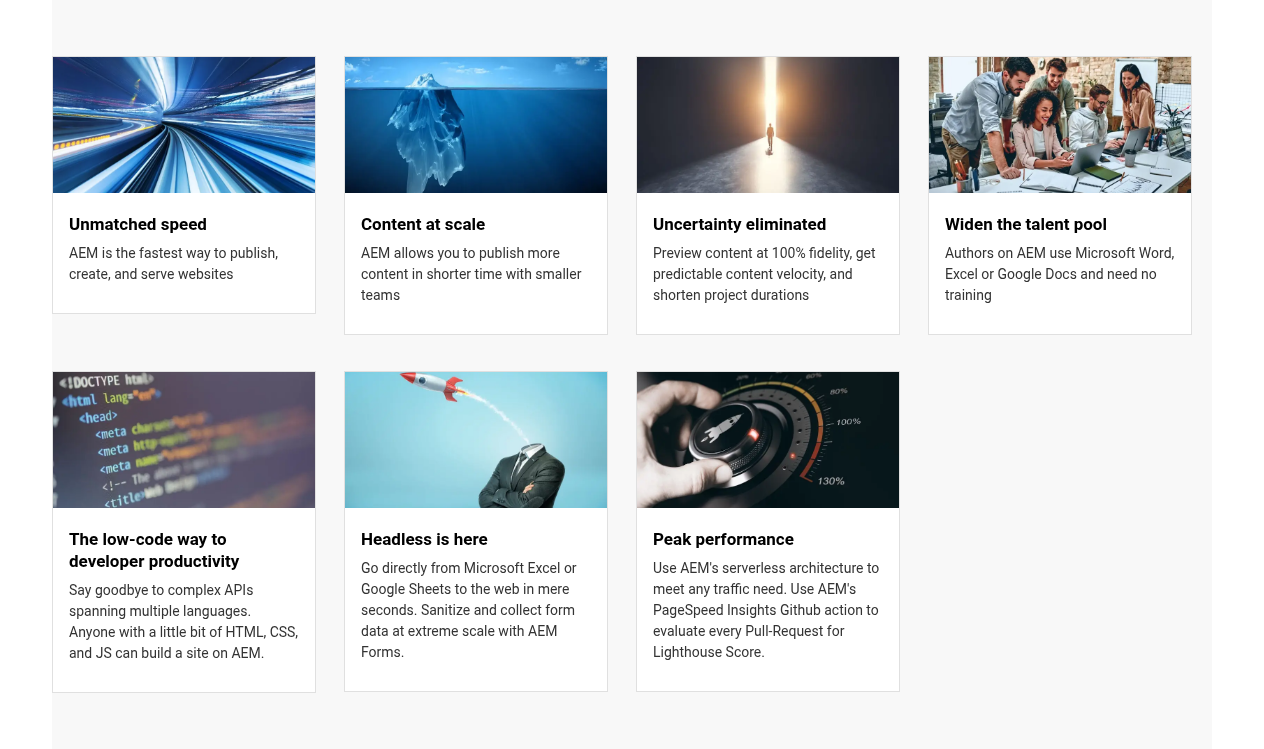 Unmatched speed
AEM is the fastest way to publish,
create, and serve websites
Content at scale
AEM allows you to publish more
content in shorter time with smaller
teams
Uncertainty eliminated
Preview content at 100% fidelity, get
predictable content velocity, and
shorten project durations
Widen the talent pool
Authors on AEM use Microsoft Word,
Excel or Google Docs and need no
training
<!DOCTYPE html>
<html lang="en">
<head>
<meta
<meta
<meta
<!-- The
<title>Web
The low-code way to
developer productivity
Say goodbye to complex APIs
spanning multiple languages.
Anyone with a little bit of HTML, CSS,
and JS can build a site on AEM.
Headless is here
Go directly from Microsoft Excel or
Google Sheets to the web in mere
seconds. Sanitize and collect form
data at extreme scale with AEM
Forms.
80%
100%
130%
Peak performance
Use AEM's serverless architecture to
meet any traffic need. Use AEM's
PageSpeed Insights Github action to
evaluate every Pull-Request for
Lighthouse Score.